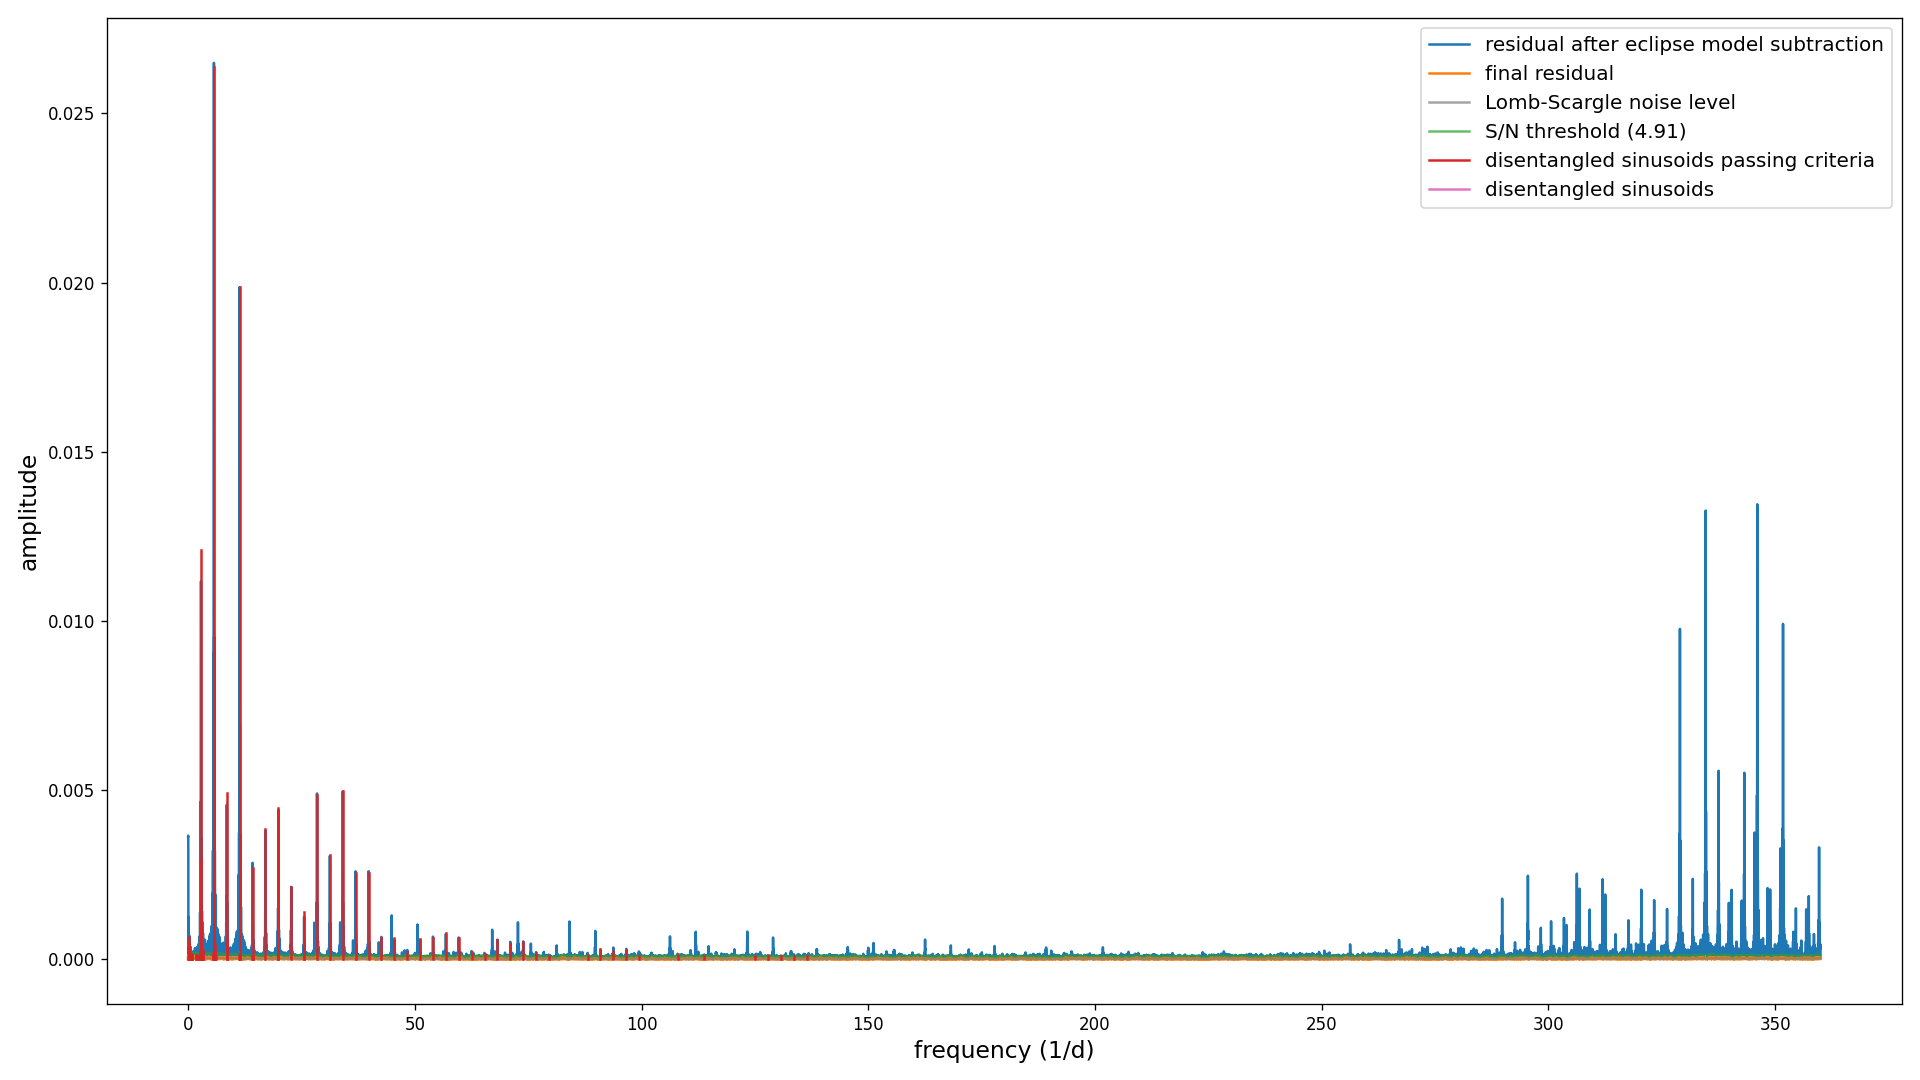 residual after eclipse model subtraction
final residual
Lomb-Scargle noise level
S/N threshold (4.91)
disentangled sinusoids passing criteria
disentangled sinusoids
amplitude
0.025
0.020
0.015
0.010
0.005
0.000
0
50
100
150
200
250
300
350
frequency (1/d)